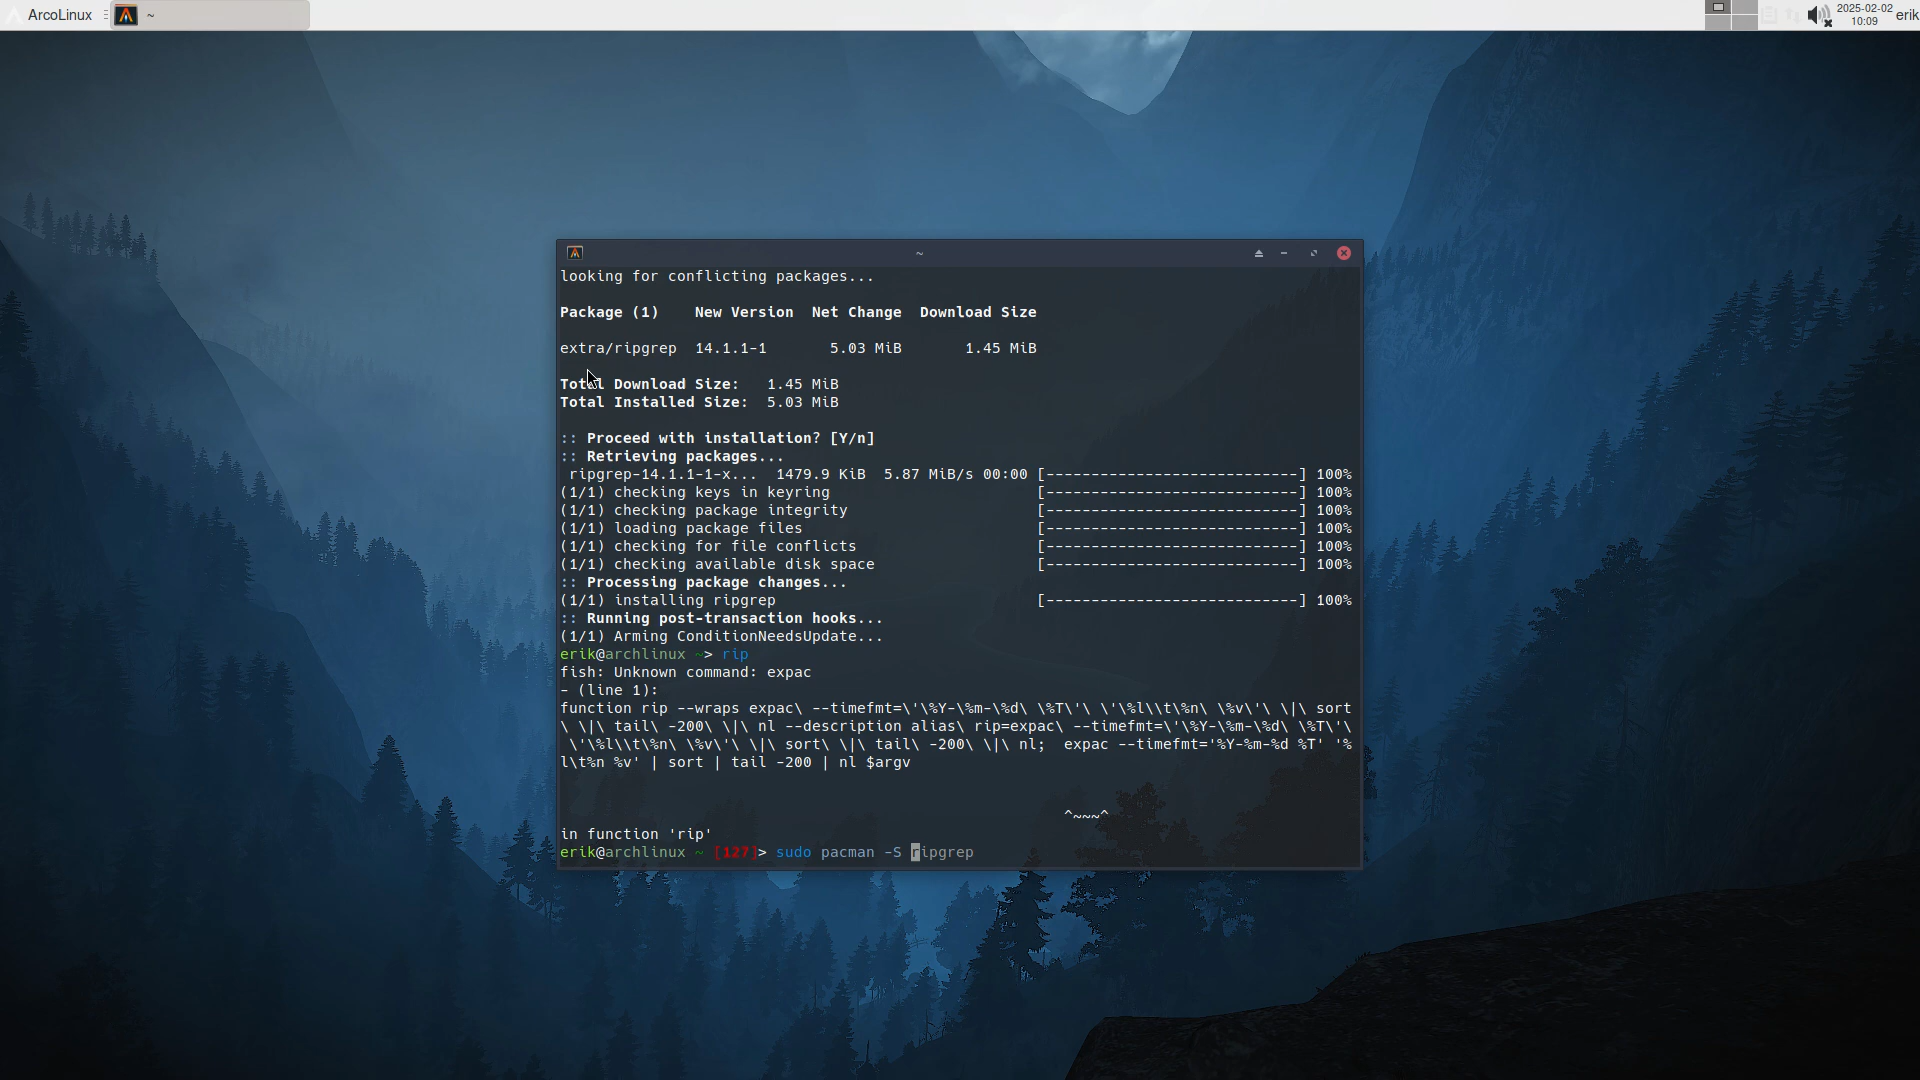 ArcoLinux
~
2025-02-02
10:09
erik
~
looking for conflicting packages...
Package (1)    New Version  Net Change  Download Size
extra/ripgrep  14.1.1-1       5.03 MiB       1.45 MiB
Total Download Size:   1.45 MiB
Total Installed Size:  5.03 MiB
:: Proceed with installation? [Y/n]
:: Retrieving packages...
 ripgrep-14.1.1-1-x...  1479.9 KiB  5.87 MiB/s 00:00 [----------------------------] 100%
(1/1) checking keys in keyring                       [----------------------------] 100%
(1/1) checking package integrity                     [----------------------------] 100%
(1/1) loading package files                          [----------------------------] 100%
(1/1) checking for file conflicts                    [----------------------------] 100%
(1/1) checking available disk space                  [----------------------------] 100%
:: Processing package changes...
(1/1) installing ripgrep                             [----------------------------] 100%
:: Running post-transaction hooks...
(1/1) Arming ConditionNeedsUpdate...
erik@archlinux ~> rip
fish: Unknown command: expac
- (line 1):
function rip --wraps expac\ --timefmt=\'\%Y-\%m-\%d\ \%T\'\ \'\%l\\t\%n\ \%v\'\ \|\ sort
\ \|\ tail\ -200\ \|\ nl --description alias\ rip=expac\ --timefmt=\'\%Y-\%m-\%d\ \%T\'\
 \'\%l\\t\%n\ \%v\'\ \|\ sort\ \|\ tail\ -200\ \|\ nl;  expac --timefmt='%Y-%m-%d %T' '%
l\t%n %v' | sort | tail -200 | nl $argv
^~~~^
in function 'rip'
erik@archlinux ~ [127]> sudo pacman -S ripgrep